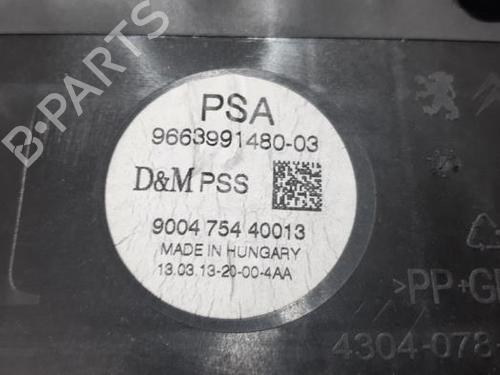 B-PARTS
PSA
9663991480-03
D&M PSS
9004 754 40013
MADE IN HUNGARY
13.03.13-20-00-4AA
>PP+G
4304-078-